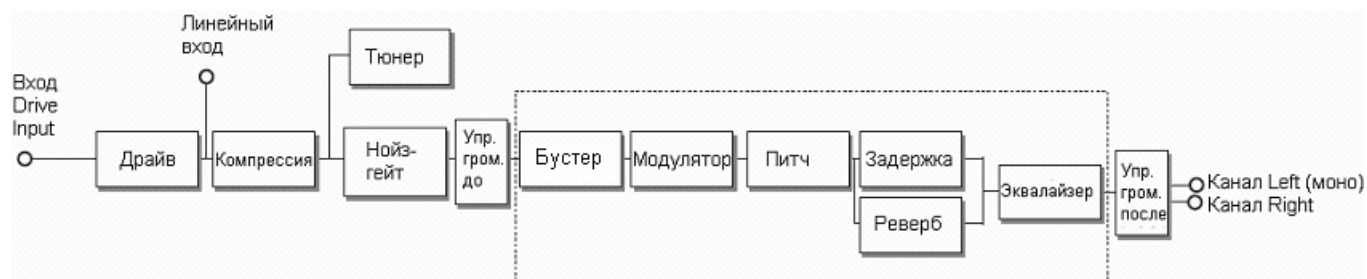 Линейный
вход
Тюнер
Вход
Drive
Input
Драйв
Компрессия
Нойз-
гейт
Упр.
гром.
до
Бустер
Модулятор
Питч
Задержка
Реверб
Эквалайзер
Упр.
гром.
после
Канал Left (моно)
Канал Right